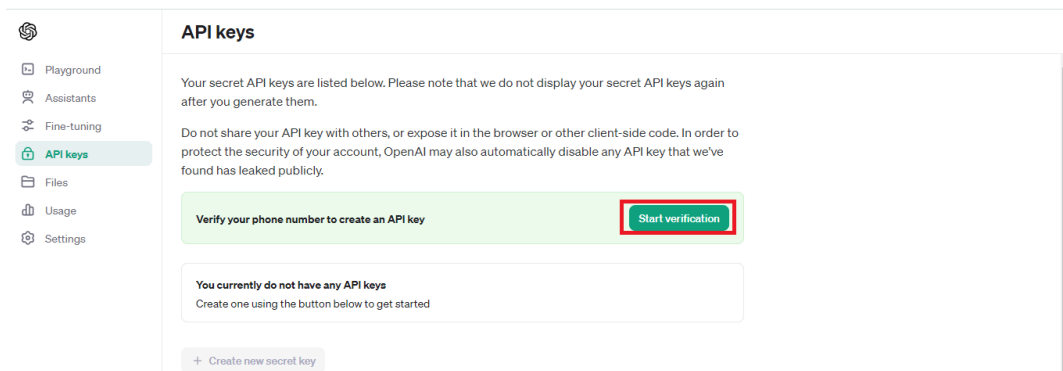 API keys
Playground
Assistants
Fine-tuning
API keys
Files
Usage
Settings
Your secret API keys are listed below. Please note that we do not display your secret API keys again
after you generate them.
Do not share your API key with others, or expose it in the browser or other client-side code. In order to
protect the security of your account, OpenAI may also automatically disable any API key that we've
found has leaked publicly.
Verify your phone number to create an API key
Start verification
You currently do not have any API keys
Create one using the button below to get started
+ Create new secret key